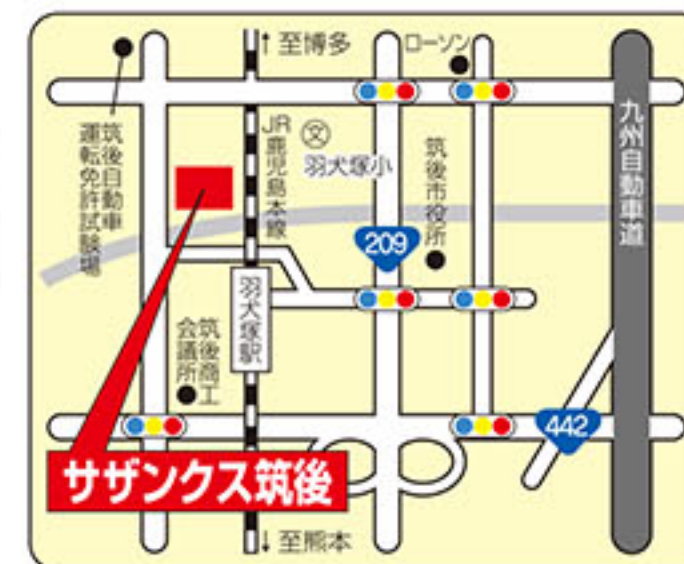 ↑至博多
ローソン
筑後自動車
運転免許試験場
JR鹿児島本線
文
羽犬塚小
筑後市役所
九州自動車道
209
羽犬塚駅
筑後商工
会議所
442
サザンクス筑後
↓至熊本